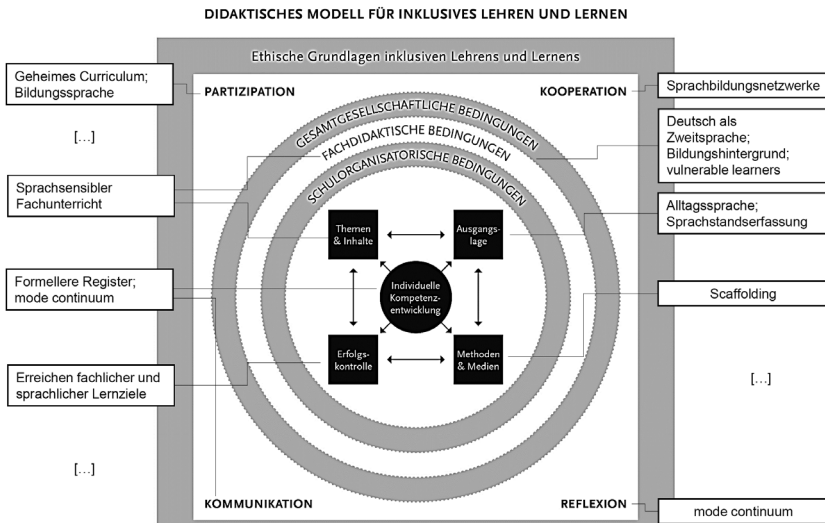 DIDAKTISCHES MODELL FÜR INKLUSIVES LEHREN UND LERNEN
Ethische Grundlagen inklusiven Lehrens und Lernens
Geheimes Curriculum;
Bildungssprache
[...]
Sprachsensibler
Fachunterricht
Formellere Register;
mode continuum
Erreichen fachlicher und
sprachlicher Lernziele
[...]
PARTIZIPATION
KOOPERATION
GESAMTGESELLSCHAFTLICHE BEDINGUNGEN
FACHDIDAKTISCHE BEDINGUNGEN
SCHULORGANISATORISCHE BEDINGUNGEN
Themen
& Inhalte
Ausgangs-
lage
Individuelle
Kompetenz-
entwicklung
Erfolgs-
kontrolle
Methoden
& Medien
KOMMUNIKATION
REFLEXION
Sprachbildungsnetzwerke
Deutsch als
Zweitsprache;
Bildungshintergrund;
vulnerable learners
Alltagssprache;
Sprachstandserfassung
Scaffolding
[...]
mode continuum